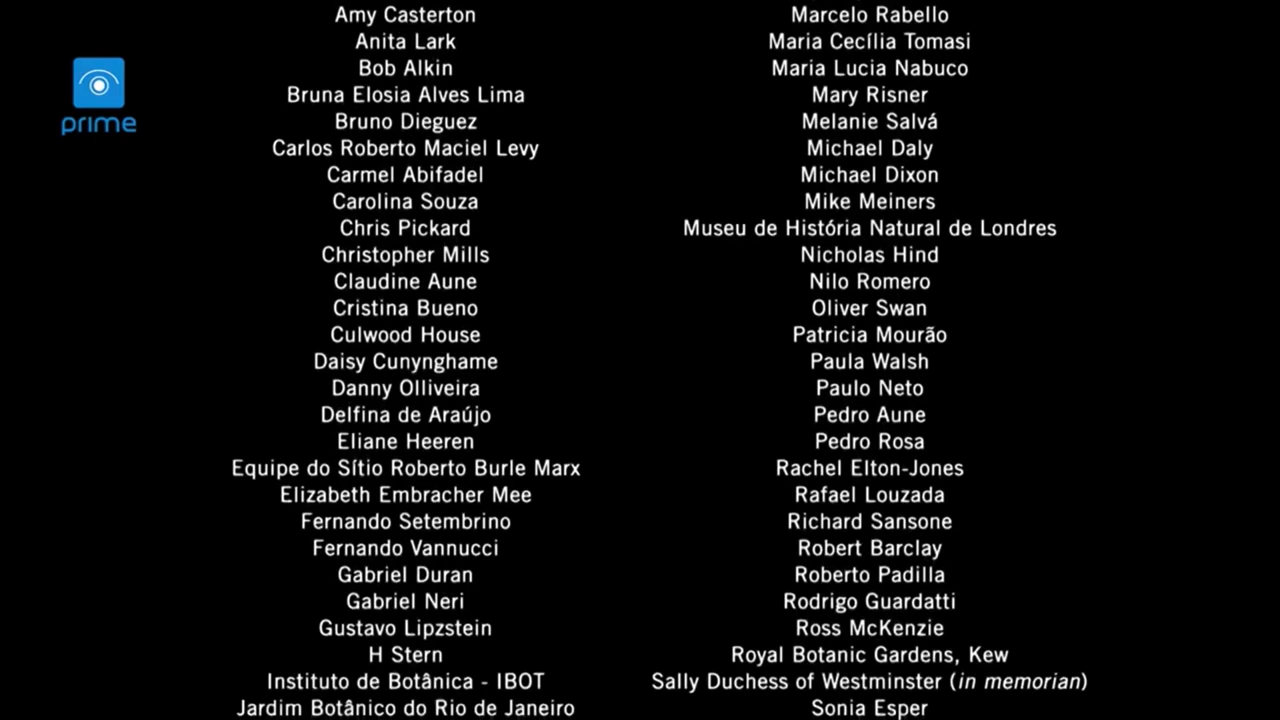 prime
Amy Casterton
Anita Lark
Bob Alkin
Bruna Elosia Alves Lima
Bruno Dieguez
Carlos Roberto Maciel Levy
Carmel Abifadel
Carolina Souza
Chris Pickard
Christopher Mills
Claudine Aune
Cristina Bueno
Culwood House
Daisy Cunynghame
Danny Olliveira
Delfina de Araújo
Eliane Heeren
Equipe do Sítio Roberto Burle Marx
Elizabeth Embracher Mee
Fernando Setembrino
Fernando Vannucci
Gabriel Duran
Gabriel Neri
Gustavo Lipzstein
H Stern
Instituto de Botânica - IBOT
Jardim Botânico do Rio de Janeiro
Marcelo Rabello
Maria Cecília Tomasi
Maria Lucia Nabuco
Mary Risner
Melanie Salvá
Michael Daly
Michael Dixon
Mike Meiners
Museu de História Natural de Londres
Nicholas Hind
Nilo Romero
Oliver Swan
Patricia Mourão
Paula Walsh
Paulo Neto
Pedro Aune
Pedro Rosa
Rachel Elton-Jones
Rafael Louzada
Richard Sansone
Robert Barclay
Roberto Padilla
Rodrigo Guardatti
Ross McKenzie
Royal Botanic Gardens, Kew
Sally Duchess of Westminster (in memorian)
Sonia Esper